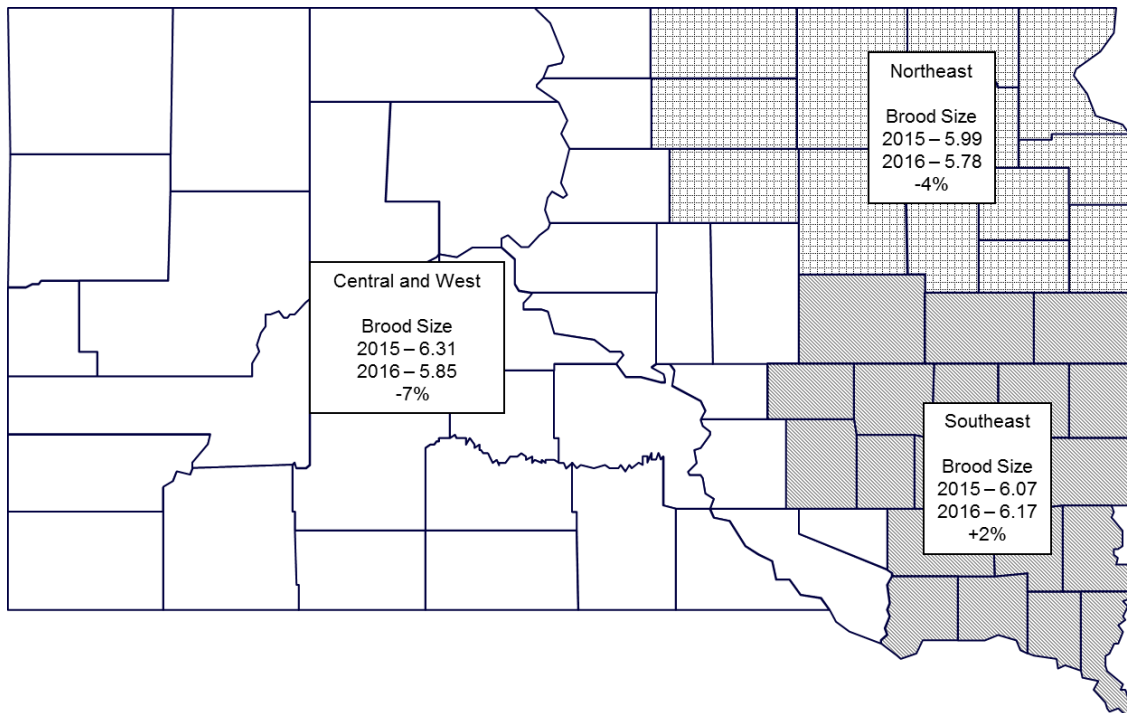 Northeast
Brood Size
2015 – 5.99
2016 – 5.78
-4%
Central and West
Brood Size
2015 – 6.31
2016 – 5.85
-7%
Southeast
Brood Size
2015 – 6.07
2016 – 6.17
+2%